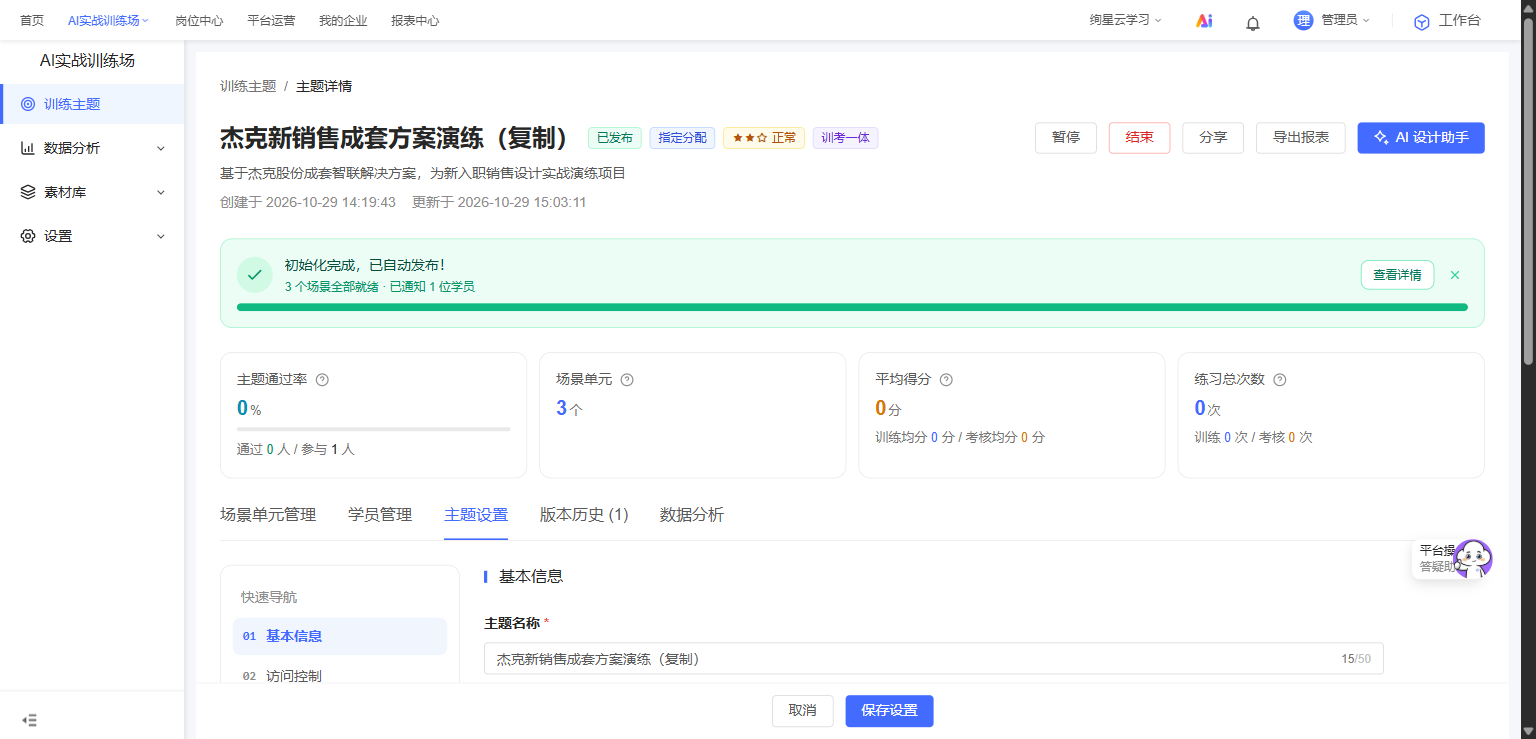 首页 AI实战训练场 岗位中心 平台运营 我的企业 报表中心 绚星云学习 Ai 理 管理员 工作台
AI实战训练场
训练主题
数据分析
素材库
设置
训练主题 / 主题详情
杰克新销售成套方案演练（复制） 已发布 指定分配 ★★☆ 正常 训考一体 暂停 结束 分享 导出报表 AI 设计助手
基于杰克股份成套智联解决方案，为新入职销售设计实战演练项目
创建于 2026-10-29 14:19:43 更新于 2026-10-29 15:03:11
初始化完成，已自动发布！
3 个场景全部就绪 · 已通知 1 位学员
查看详情
主题通过率
0 %
通过 0 人 / 参与 1 人
场景单元
3 个
平均得分
0 分
训练均分 0 分 / 考核均分 0 分
练习总次数
0 次
训练 0 次 / 考核 0 次
场景单元管理 学员管理 主题设置 版本历史 (1) 数据分析
平台操
答疑助
快速导航
01 基本信息
02 访问控制
基本信息
主题名称 *
杰克新销售成套方案演练（复制） 15/50
取消 保存设置